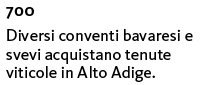 700
Diversi conventi bavaresi e
svevi acquistano tenute
viticole in Alto Adige.